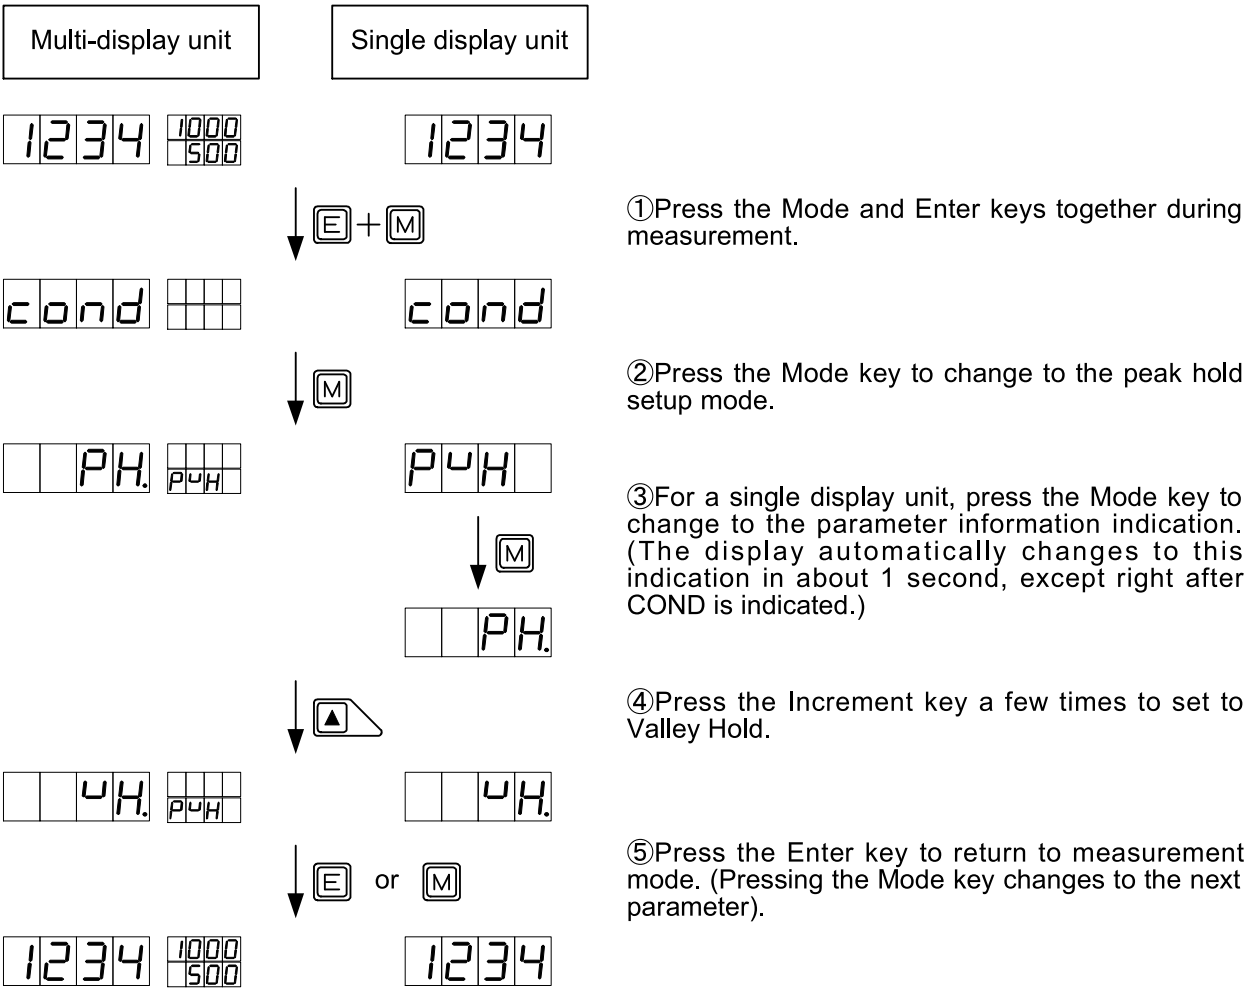 Multi-display unit Single display unit
1234 1000 1234
500
E + M
①Press the Mode and Enter keys together during
measurement.
cond cond
M
②Press the Mode key to change to the peak hold
setup mode.
PH. PVH PVH
M
③For a single display unit, press the Mode key to
change to the parameter information indication.
(The display automatically changes to this
indication in about 1 second, except right after
COND is indicated.)
PH.
▲
④Press the Increment key a few times to set to
Valley Hold.
VH. PVH VH.
E or M
⑤Press the Enter key to return to measurement
mode. (Pressing the Mode key changes to the next
parameter).
1234 1000 1234
500